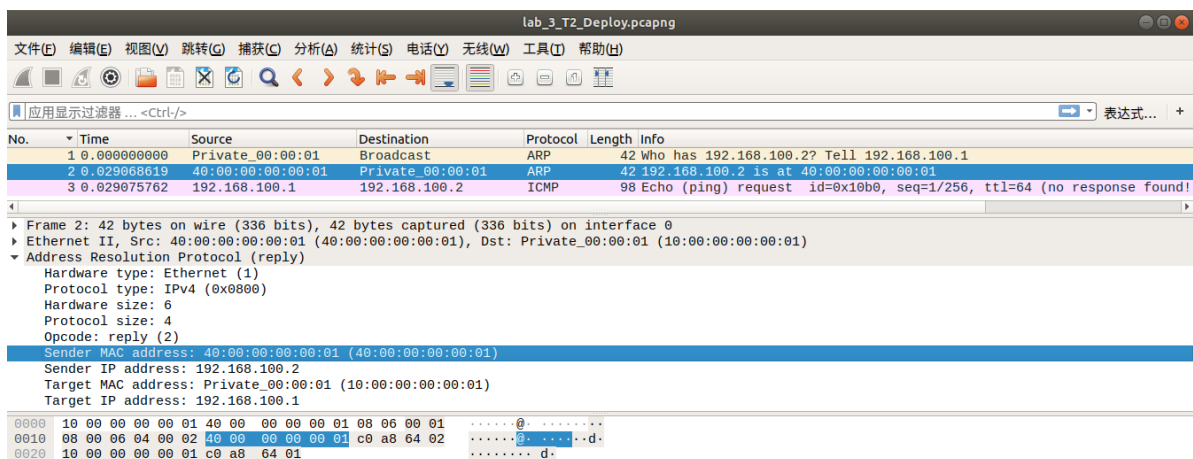 lab_3_T2_Deploy.pcapng
文件(F) 编辑(E) 视图(V) 跳转(G) 捕获(C) 分析(A) 统计(S) 电话(Y) 无线(W) 工具(T) 帮助(H)
应用显示过滤器 … <Ctrl-/> 表达式… +
No. Time Source Destination Protocol Length Info
1 0.000000000 Private_00:00:01 Broadcast ARP 42 Who has 192.168.100.2? Tell 192.168.100.1
2 0.029068619 40:00:00:00:00:01 Private_00:00:01 ARP 42 192.168.100.2 is at 40:00:00:00:00:01
3 0.029075762 192.168.100.1 192.168.100.2 ICMP 98 Echo (ping) request id=0x10b0, seq=1/256, ttl=64 (no response found!
Frame 2: 42 bytes on wire (336 bits), 42 bytes captured (336 bits) on interface 0
Ethernet II, Src: 40:00:00:00:00:01 (40:00:00:00:00:01), Dst: Private_00:00:01 (10:00:00:00:00:01)
Address Resolution Protocol (reply)
Hardware type: Ethernet (1)
Protocol type: IPv4 (0x0800)
Hardware size: 6
Protocol size: 4
Opcode: reply (2)
Sender MAC address: 40:00:00:00:00:01 (40:00:00:00:00:01)
Sender IP address: 192.168.100.2
Target MAC address: Private_00:00:01 (10:00:00:00:00:01)
Target IP address: 192.168.100.1
0000 10 00 00 00 00 01 40 00 00 00 00 01 08 06 00 01 ······@· ········
0010 08 00 06 04 00 02 40 00 00 00 00 01 c0 a8 64 02 ······@· ······d·
0020 10 00 00 00 00 01 c0 a8 64 01 ········ d·